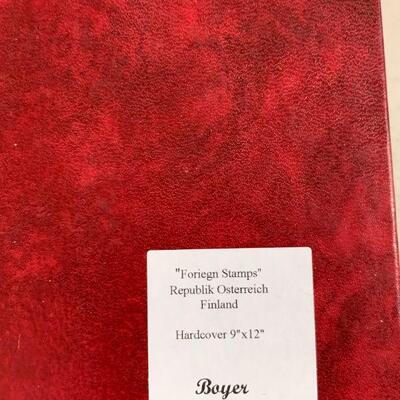 "Foriegn Stamps"
Republik Osterreich
Finland
Hardcover 9"x12"
Boyer